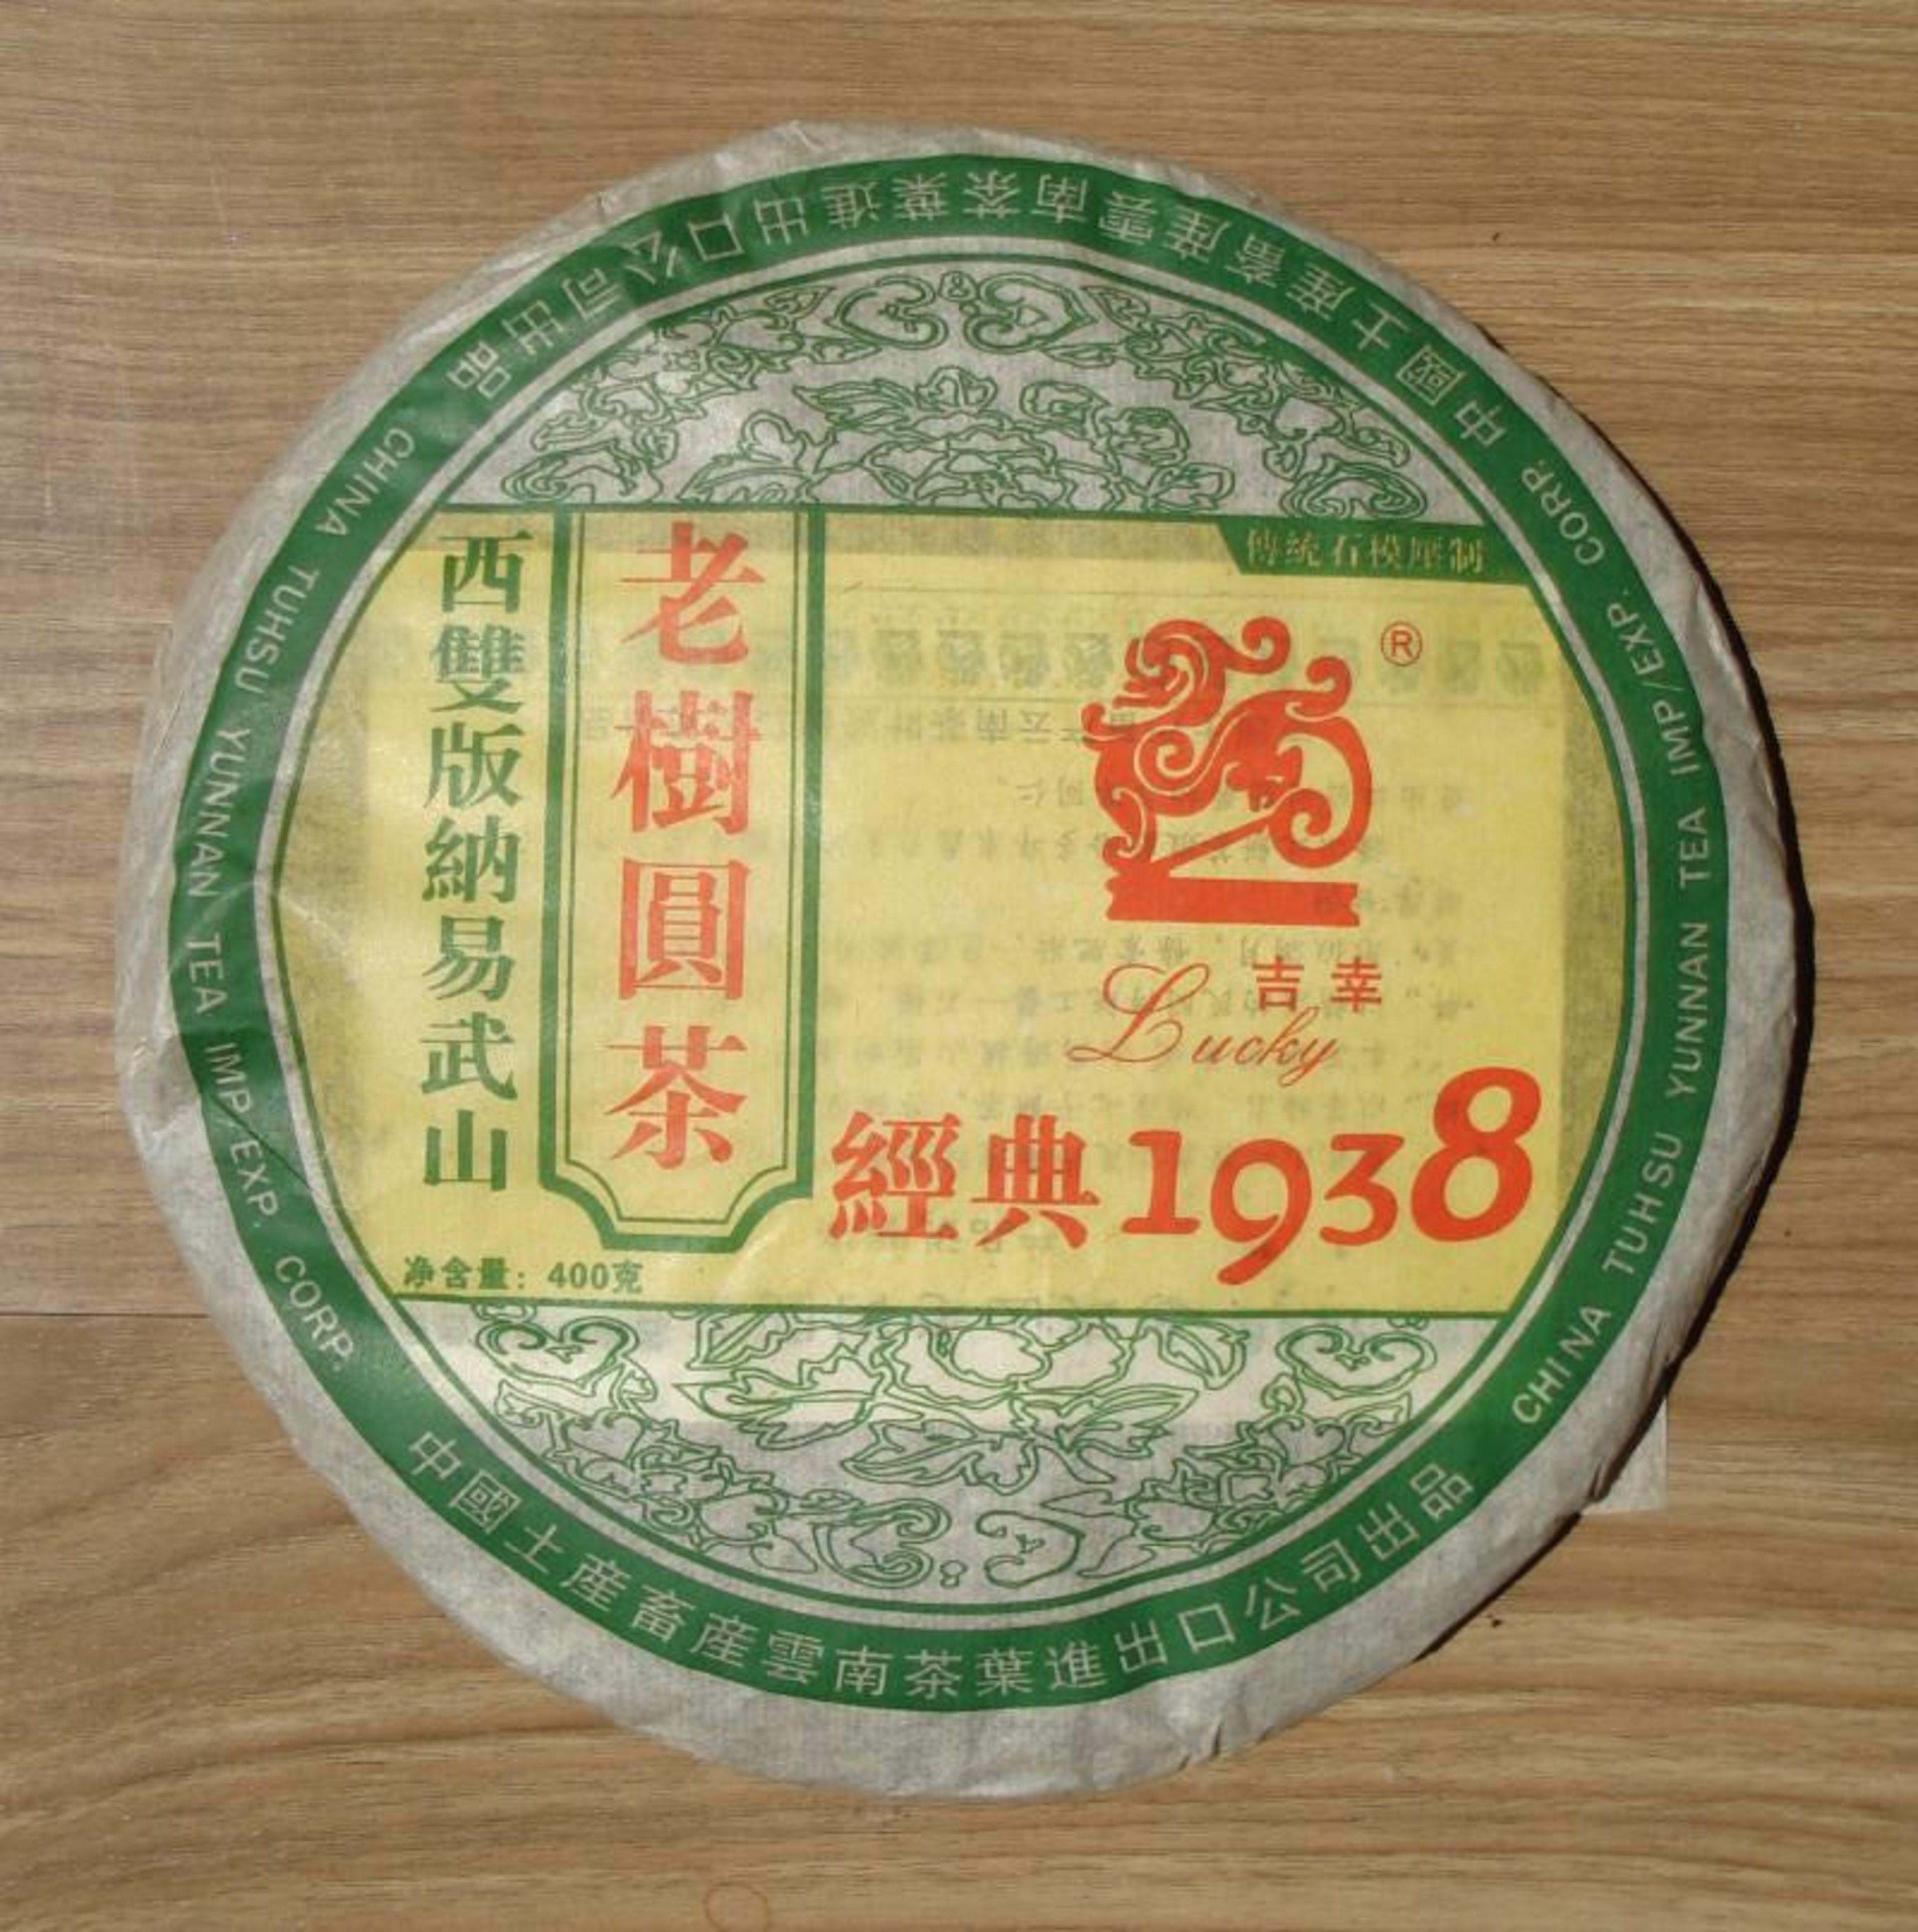 中國土産畜産雲南茶葉進出口公司出品
CHINA TUHSU YUNNAN TEA IMP/EXP. CORP.
傳統石模壓制
老樹圓茶
西雙版納易武山
®
吉幸
Lucky
經典1938
净含量：400克
CHINA TUHSU YUNNAN TEA IMP/EXP. CORP.
中國土産畜産雲南茶葉進出口公司出品